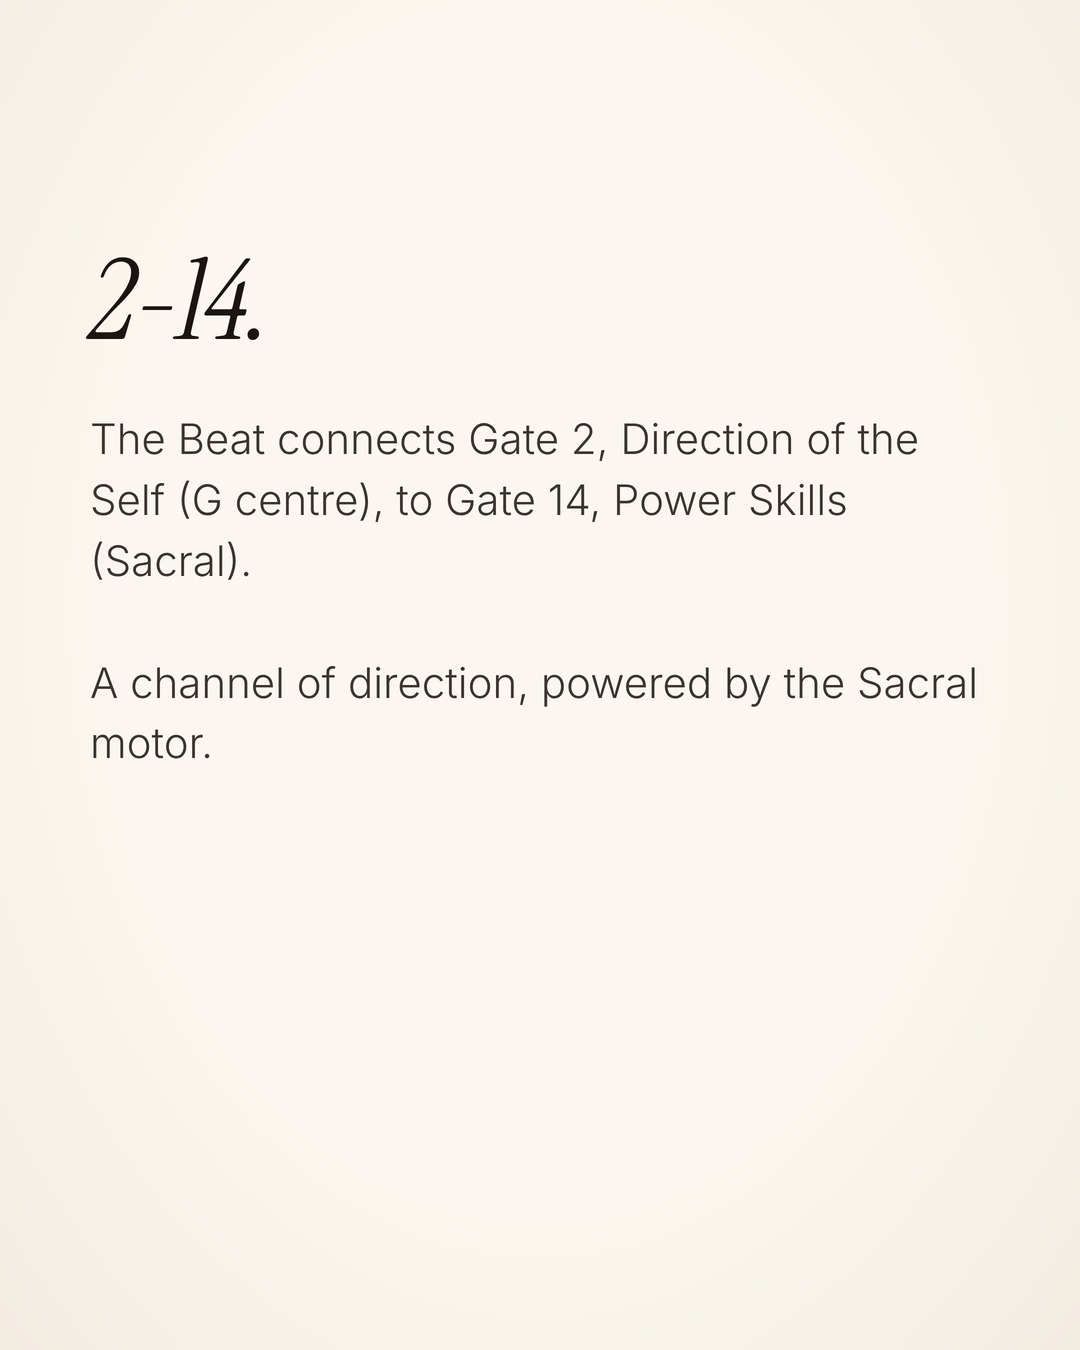 2-14.
The Beat connects Gate 2, Direction of the
Self (G centre), to Gate 14, Power Skills
(Sacral).
A channel of direction, powered by the Sacral
motor.